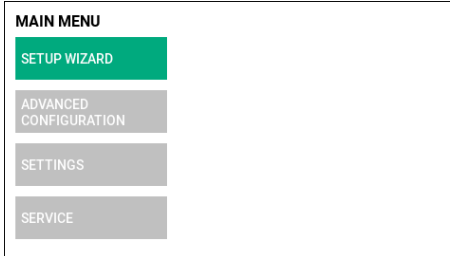 MAIN MENU
SETUP WIZARD
ADVANCED
CONFIGURATION
SETTINGS
SERVICE